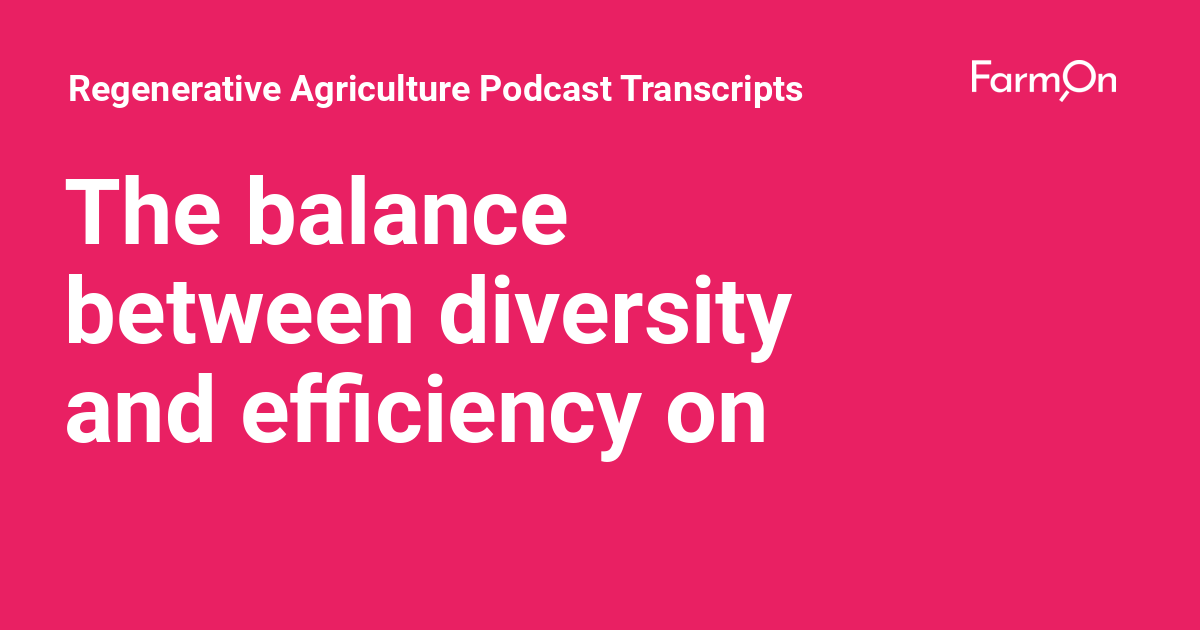 Regenerative Agriculture Podcast Transcripts
FarmOn
The balance
between diversity
and efficiency on